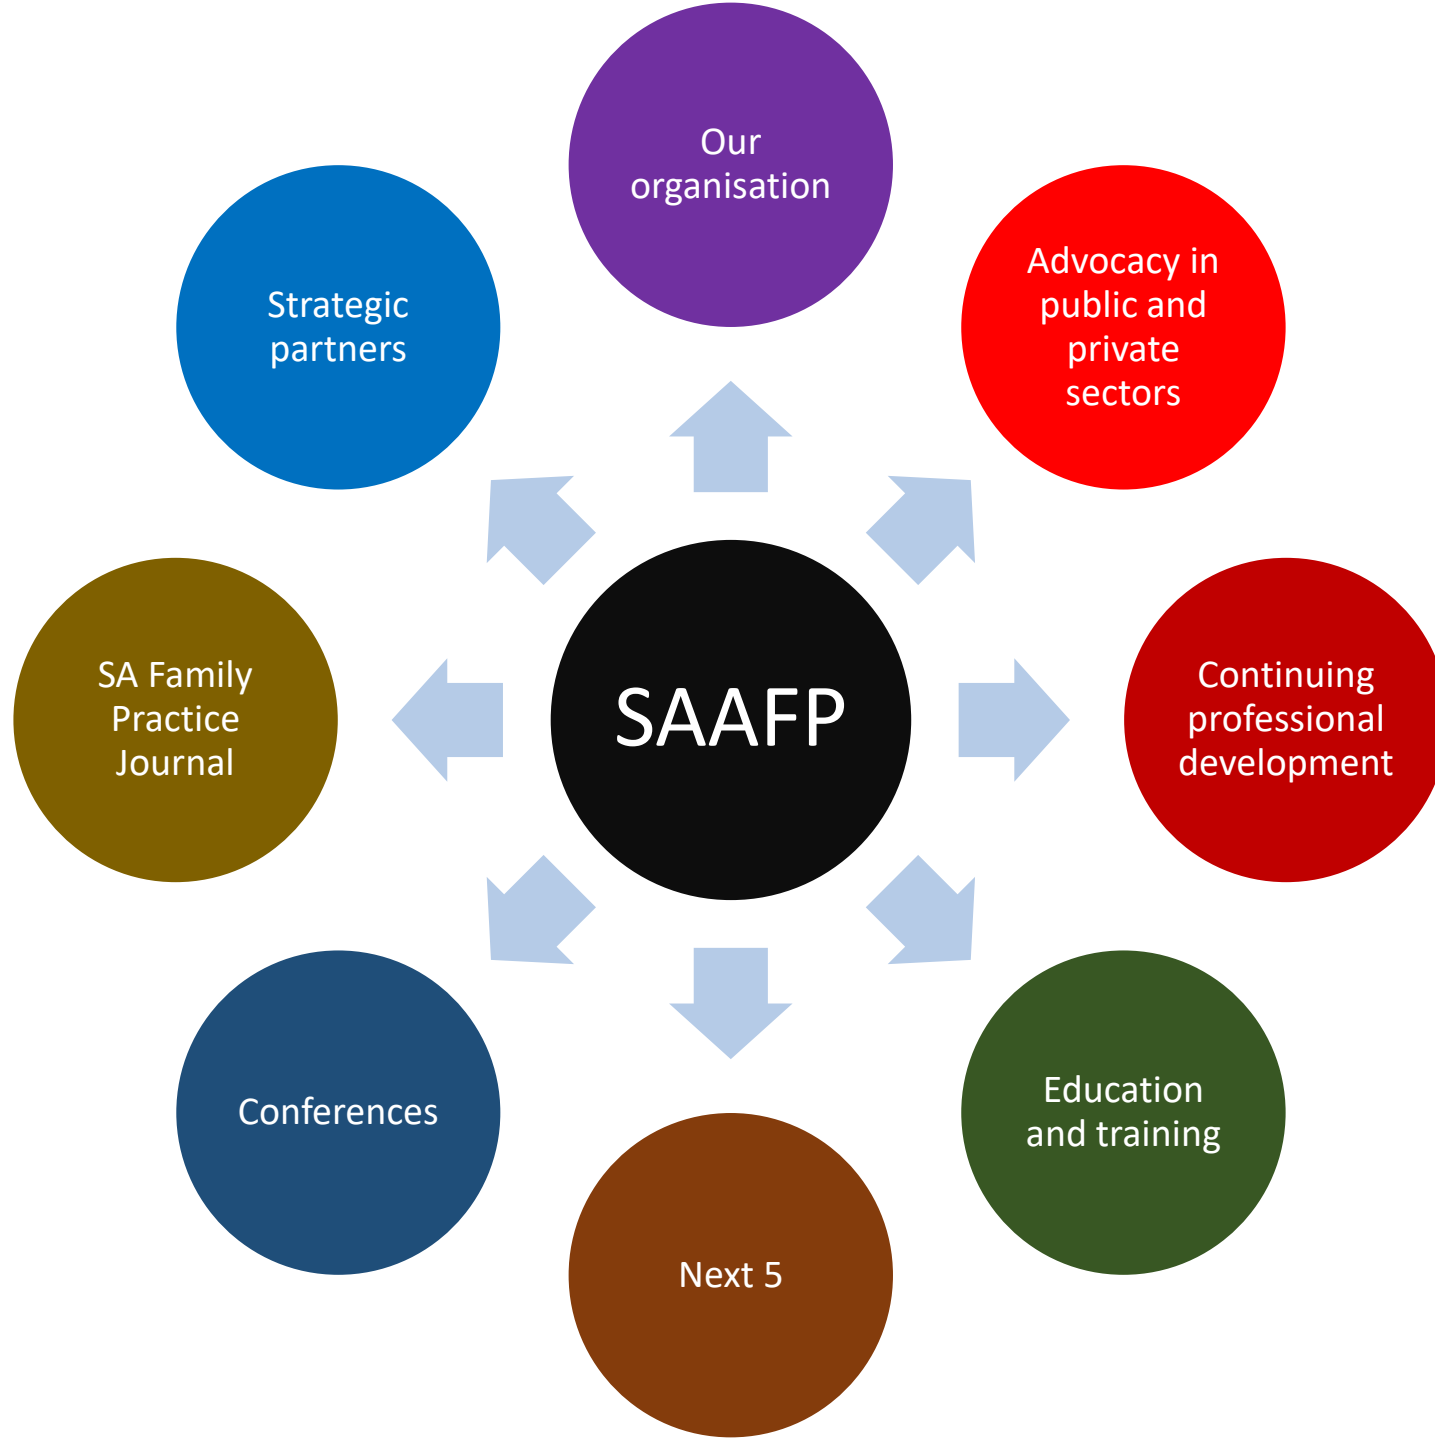 Our
organisation
Advocacy in
public and
private
sectors
Continuing
professional
development
Education
and training
Next 5
Conferences
SA Family
Practice
Journal
Strategic
partners
SAAFP